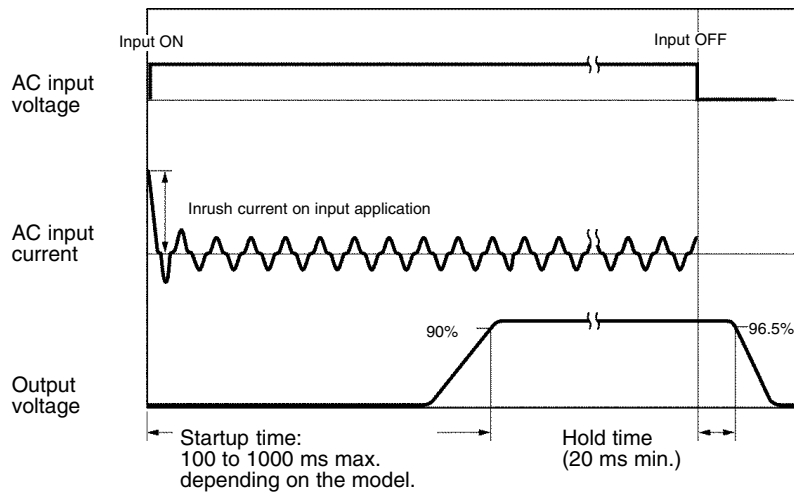 Input ON
Input OFF
AC input
voltage
Inrush current on input application
AC input
current
90%
96.5%
Output
voltage
Startup time:
100 to 1000 ms max.
depending on the model.
Hold time
(20 ms min.)